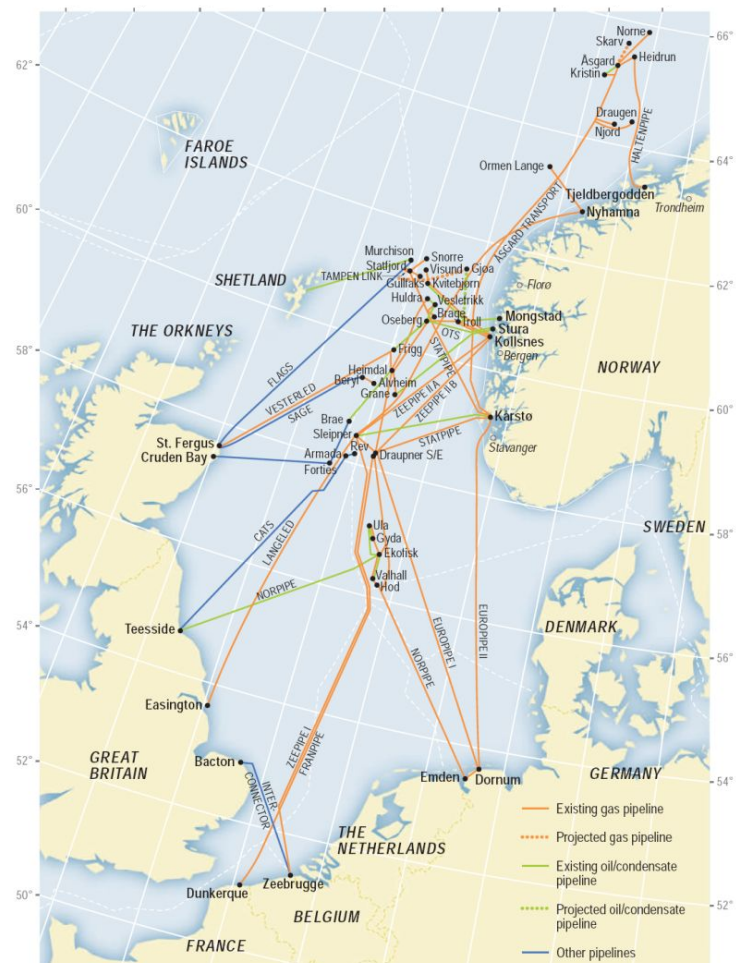 62°
60°
58°
56°
54°
52°
50°
66°
64°
62°
60°
58°
56°
54°
52°
Norne
Skarv
Åsgard
Heidrun
Kristin
Draugen
Njord
HALTENPIPE
FAROE
ISLANDS
Ormen Lange
ÅSGARD TRANSPORT
Tjeldbergodden
Nyhamna
Trondheim
Murchison
Snorre
Statfjord
Visund
Gjøa
SHETLAND
TAMPEN LINK
Gullfaks
Kvitebjørn
Florø
Huldra
Veslefrikk
Brage
Oseberg
Troll
Mongstad
Sture
OTS
Kollsnes
Bergen
THE ORKNEYS
NORWAY
FLAGS
Frigg
STATPIPE
Heimdal
VESTERLED
Beryl
Alvheim
Grane
ZEEPIPE II A
ZEEPIPE II B
SAGE
Brae
Kårstø
Sleipner
STATPIPE
Stavanger
St. Fergus
Cruden Bay
Rev
Armada
Draupner S/E
Forties
SWEDEN
CATS
LANGELED
Ula
Gyda
Ekofisk
NORPIPE
Valhall
Hod
Teesside
DENMARK
EUROPIPE II
EUROPIPE I
NORPIPE
Easington
ZEEPIPE I
FRANPIPE
GREAT
BRITAIN
Bacton
INTER-
CONNECTOR
Emden
Dornum
GERMANY
THE
NETHERLANDS
Zeebrugge
Dunkerque
BELGIUM
FRANCE
Existing gas pipeline
Projected gas pipeline
Existing oil/condensate
pipeline
Projected oil/condensate
pipeline
Other pipelines